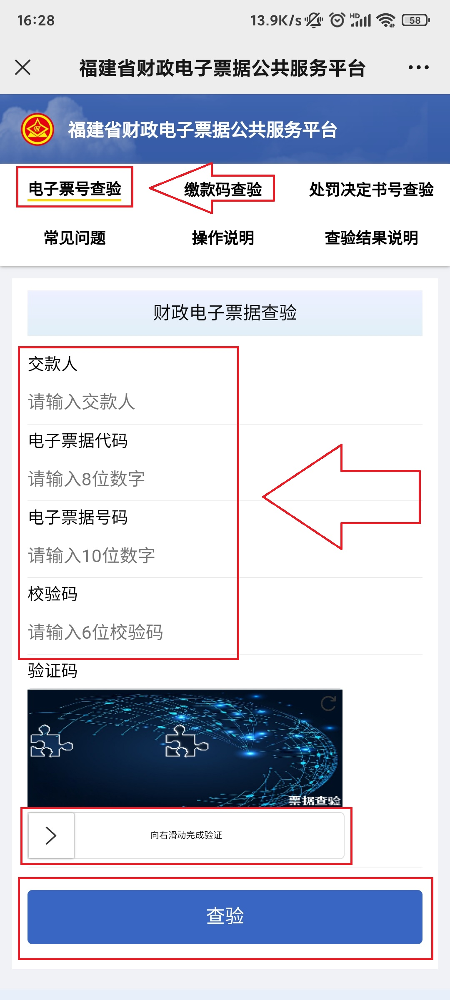 16:28
13.9K/s HD 58
福建省财政电子票据公共服务平台
福建省财政电子票据公共服务平台
电子票号查验 缴款码查验 处罚决定书号查验
常见问题 操作说明 查验结果说明
财政电子票据查验
交款人
请输入交款人
电子票据代码
请输入8位数字
电子票据号码
请输入10位数字
校验码
请输入6位校验码
验证码
票据查验
向右滑动完成验证
查验